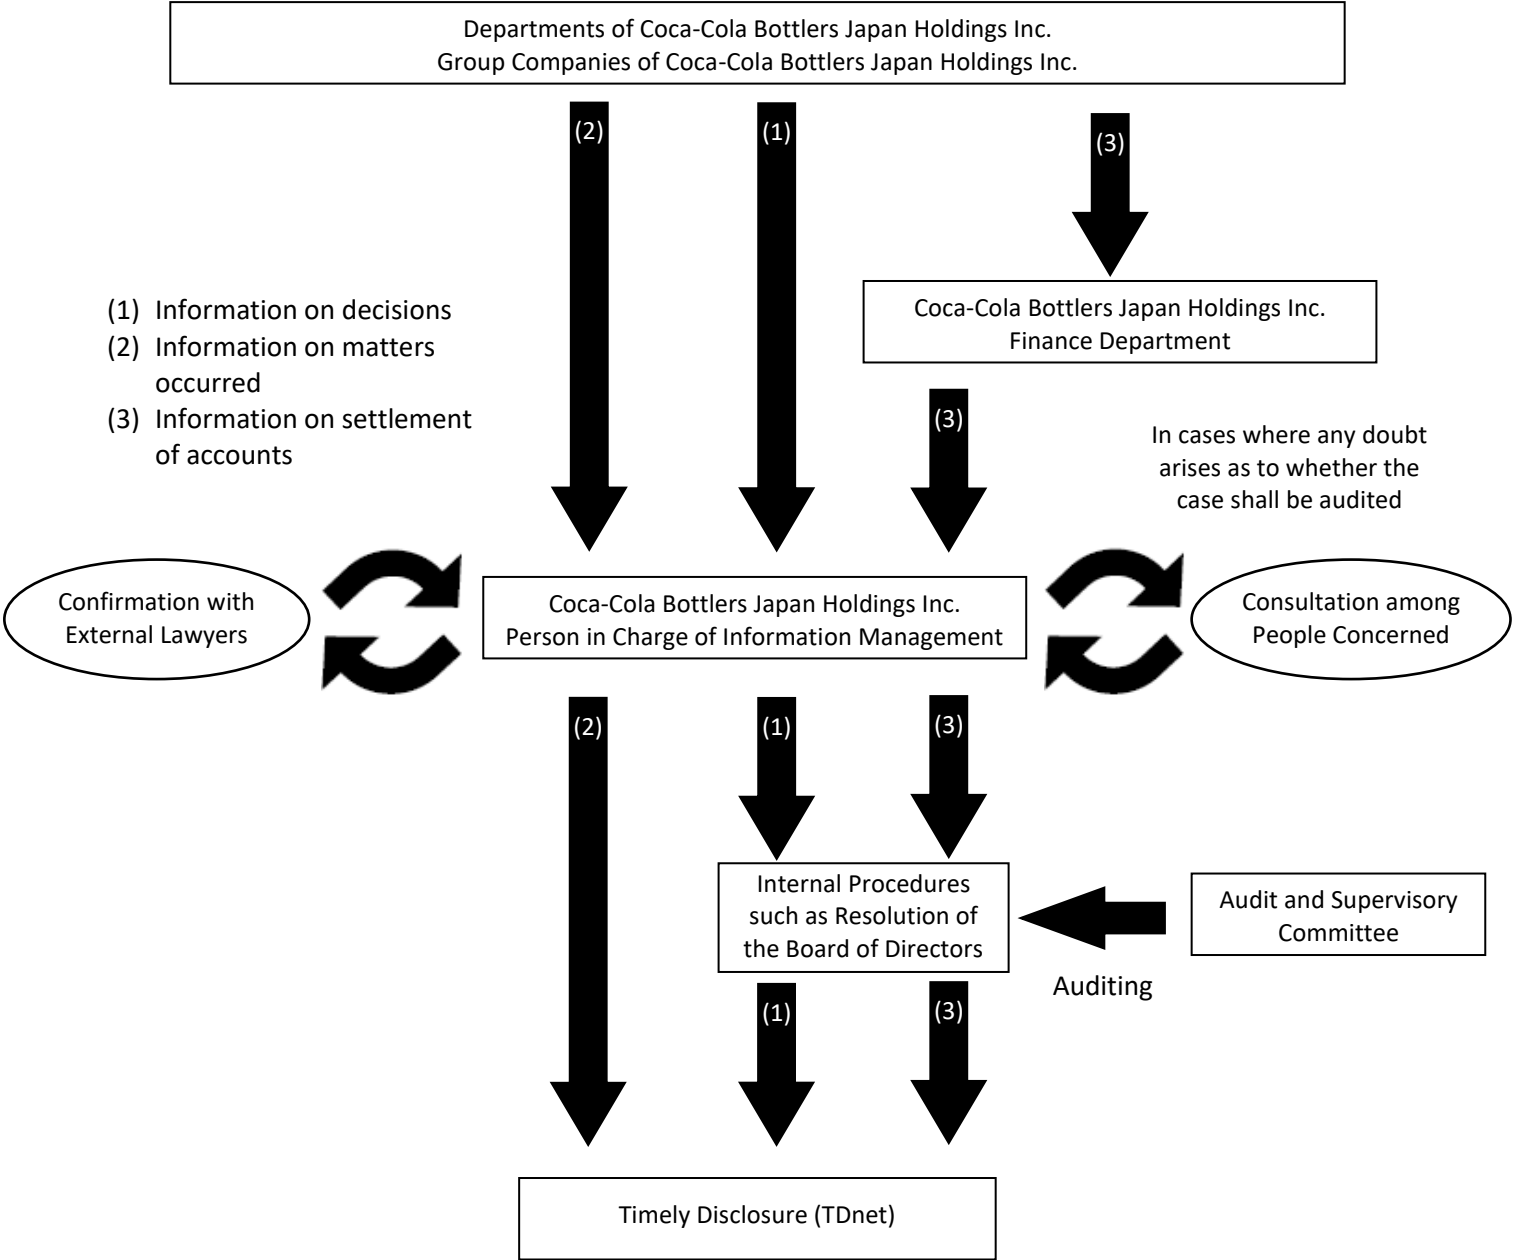 Departments of Coca-Cola Bottlers Japan Holdings Inc.
Group Companies of Coca-Cola Bottlers Japan Holdings Inc.
(2)
(1)
(3)
(1) Information on decisions
(2) Information on matters
occurred
(3) Information on settlement
of accounts
Coca-Cola Bottlers Japan Holdings Inc.
Finance Department
(3)
In cases where any doubt
arises as to whether the
case shall be audited
Confirmation with
External Lawyers
Coca-Cola Bottlers Japan Holdings Inc.
Person in Charge of Information Management
Consultation among
People Concerned
(2)
(1)
(3)
Internal Procedures
such as Resolution of
the Board of Directors
Audit and Supervisory
Committee
Auditing
(1)
(3)
Timely Disclosure (TDnet)